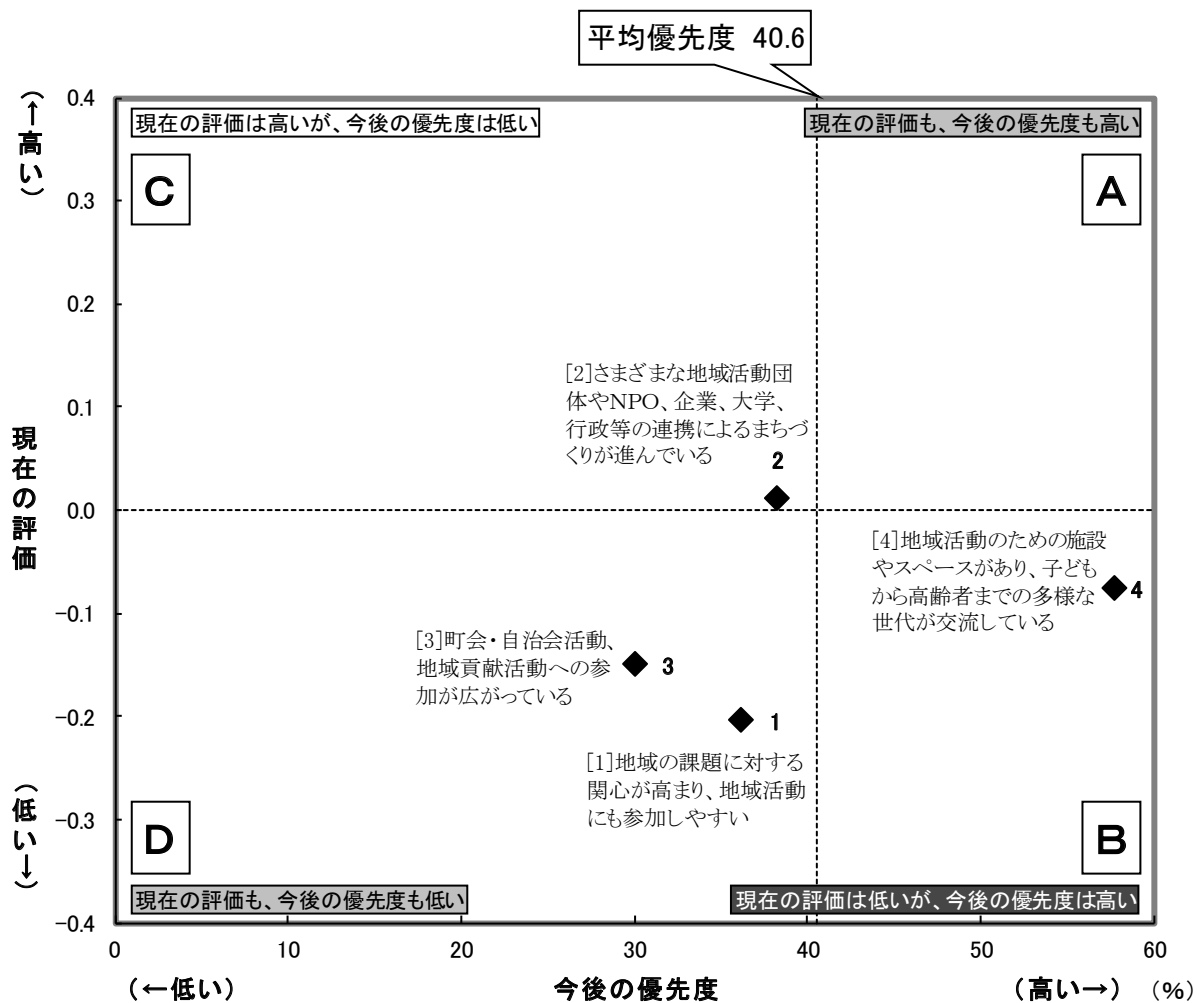 平均優先度 40.6
(←高い)
現在の評価
(低い→)
0.4
0.3
0.2
0.1
0.0
−0.1
−0.2
−0.3
−0.4
現在の評価は高いが、今後の優先度は低い
C
現在の評価も、今後の優先度も高い
A
[2]さまざまな地域活動団
体やNPO、企業、大学、
行政等の連携によるまちづ
くりが進んでいる
2
[4]地域活動のための施設
やスペースがあり、子ども
から高齢者までの多様な
世代が交流している
4
[3]町会・自治会活動、
地域貢献活動への参
加が広がっている
3
1
[1]地域の課題に対する
関心が高まり、地域活動
にも参加しやすい
D
現在の評価も、今後の優先度も低い
B
現在の評価は低いが、今後の優先度は高い
0 10 20 30 40 50 60
(←低い) 今後の優先度 (高い→) (%)